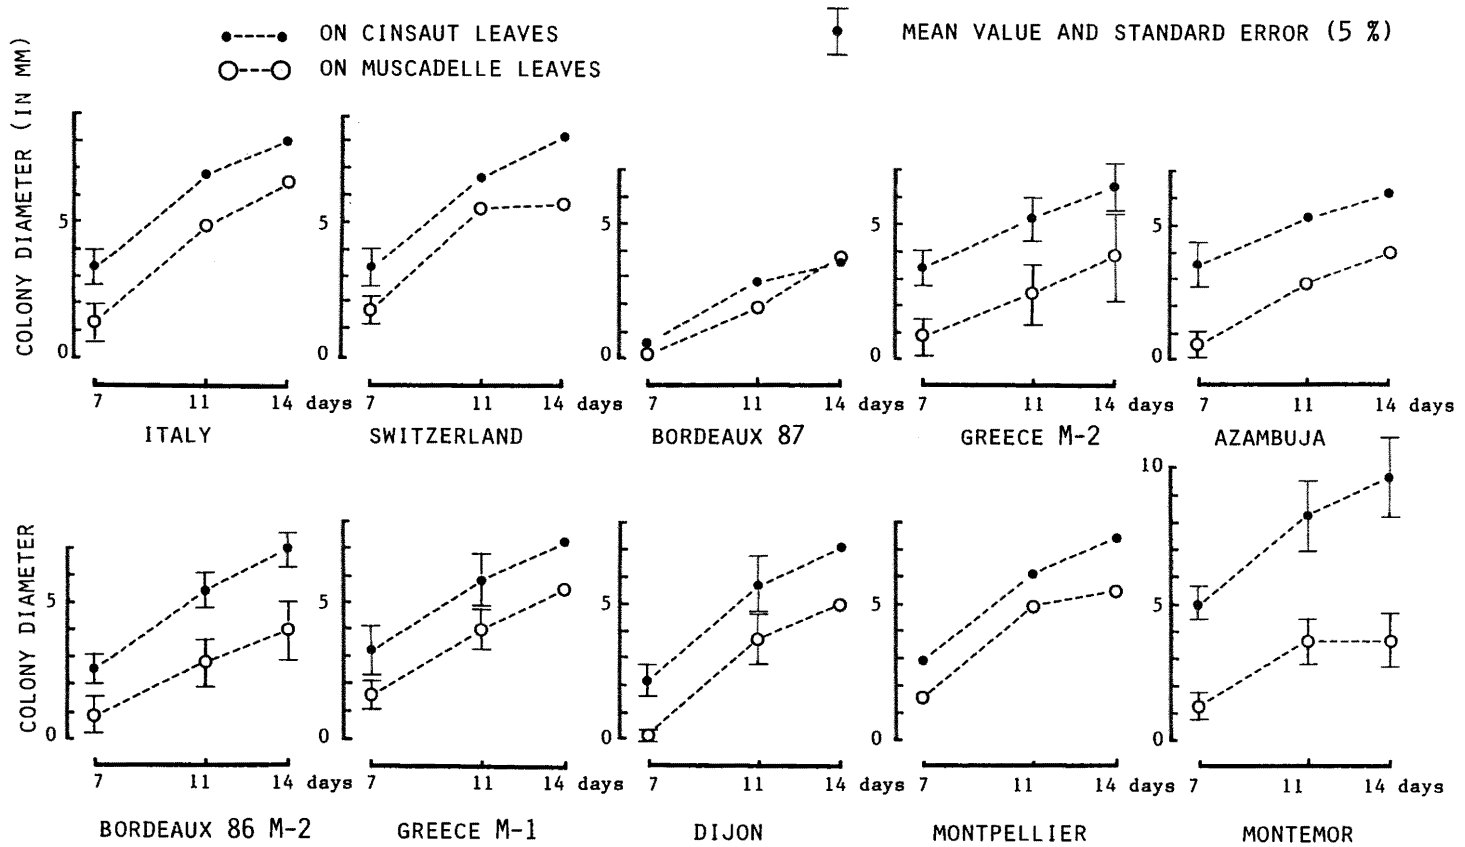 ON CINSAUT LEAVES
ON MUSCADELLE LEAVES
MEAN VALUE AND STANDARD ERROR (5 %)
COLONY DIAMETER (IN MM)
5
0
7 11 14 days
ITALY
5
0
7 11 14 days
SWITZERLAND
5
0
7 11 14 days
BORDEAUX 87
5
0
7 11 14 days
GREECE M-2
5
0
7 11 14 days
AZAMBUJA
COLONY DIAMETER
5
0
7 11 14 days
BORDEAUX 86 M-2
5
0
7 11 14 days
GREECE M-1
5
0
7 11 14 days
DIJON
5
0
7 11 14 days
MONTPELLIER
10
5
0
7 11 14 days
MONTEMOR